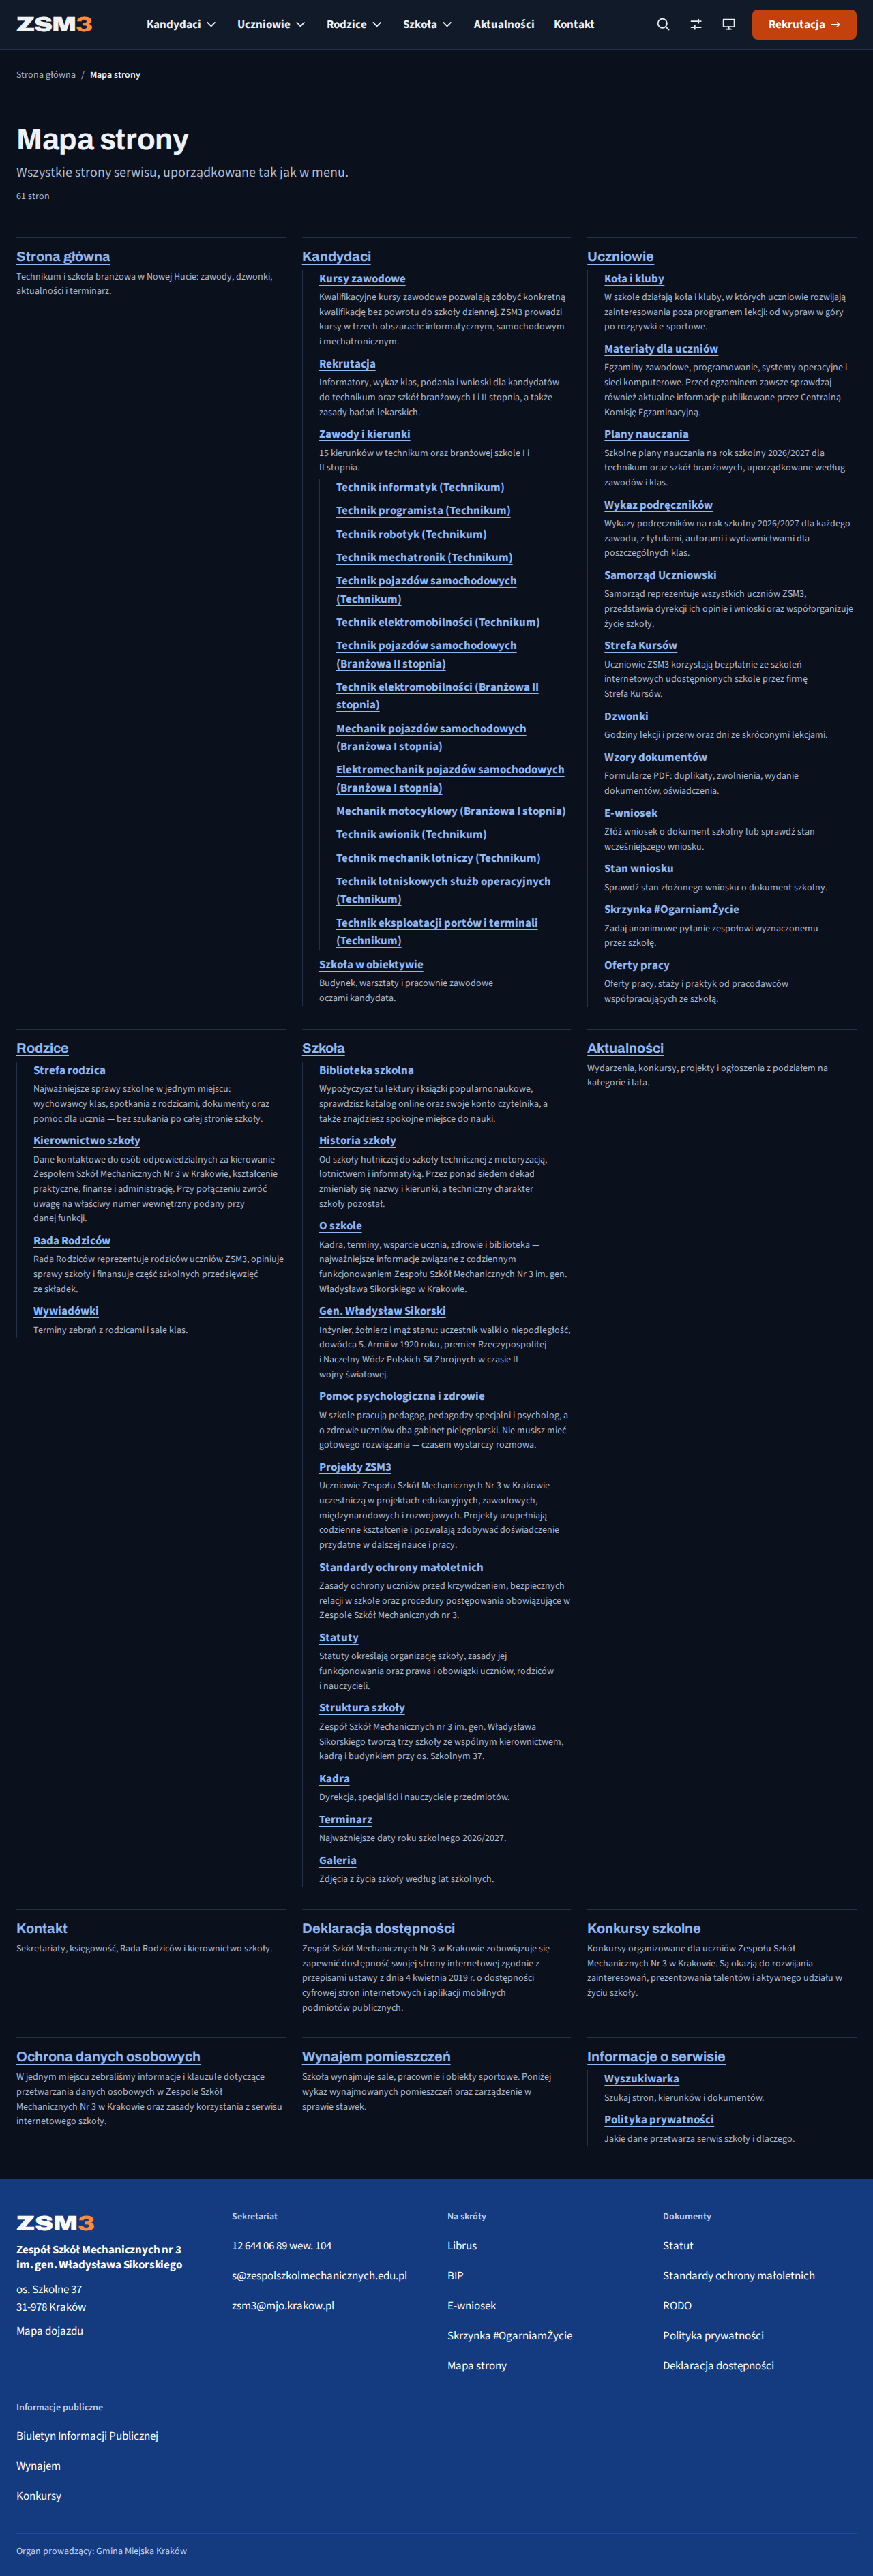 ZSM3
Kandydaci
Uczniowie
Rodzice
Szkoła
Aktualności
Kontakt
Rekrutacja →
Strona główna / Mapa strony
Mapa strony
Wszystkie strony serwisu, uporządkowane tak jak w menu.
61 stron
Strona główna
Technikum i szkoła branżowa w Nowej Hucie: zawody, dzwonki,
aktualności i terminarz.
Kandydaci
Kursy zawodowe
Kwalifikacyjne kursy zawodowe pozwalają zdobyć konkretną
kwalifikację bez powrotu do szkoły dziennej. ZSM3 prowadzi
kursy w trzech obszarach: informatycznym, samochodowym
i mechatronicznym.
Rekrutacja
Informatory, wykaz klas, podania i wnioski dla kandydatów
do technikum oraz szkół branżowych I i II stopnia, a także
zasady badań lekarskich.
Zawody i kierunki
15 kierunków w technikum oraz branżowej szkole I i
II stopnia.
Technik informatyk (Technikum)
Technik programista (Technikum)
Technik robotyk (Technikum)
Technik mechatronik (Technikum)
Technik pojazdów samochodowych
(Technikum)
Technik elektromobilności (Technikum)
Technik pojazdów samochodowych
(Branżowa II stopnia)
Technik elektromobilności (Branżowa II
stopnia)
Mechanik pojazdów samochodowych
(Branżowa I stopnia)
Elektromechanik pojazdów samochodowych
(Branżowa I stopnia)
Mechanik motocyklowy (Branżowa I stopnia)
Technik awionik (Technikum)
Technik mechanik lotniczy (Technikum)
Technik lotniskowych służb operacyjnych
(Technikum)
Technik eksploatacji portów i terminali
(Technikum)
Szkoła w obiektywie
Budynek, warsztaty i pracownie zawodowe
oczami kandydata.
Uczniowie
Koła i kluby
W szkole działają koła i kluby, w których uczniowie rozwijają
zainteresowania poza programem lekcji: od wypraw w góry
po rozgrywki e-sportowe.
Materiały dla uczniów
Egzaminy zawodowe, programowanie, systemy operacyjne i
sieci komputerowe. Przed egzaminem zawsze sprawdzaj
również aktualne informacje publikowane przez Centralną
Komisję Egzaminacyjną.
Plany nauczania
Szkolne plany nauczania na rok szkolny 2026/2027 dla
technikum oraz szkół branżowych, uporządkowane według
zawodów i klas.
Wykaz podręczników
Wykazy podręczników na rok szkolny 2026/2027 dla każdego
zawodu, z tytułami, autorami i wydawnictwami dla
poszczególnych klas.
Samorząd Uczniowski
Samorząd reprezentuje wszystkich uczniów ZSM3,
przedstawia dyrekcji ich opinie i wnioski oraz współorganizuje
życie szkoły.
Strefa Kursów
Uczniowie ZSM3 korzystają bezpłatnie ze szkoleń
internetowych udostępnionych szkole przez firmę
Strefa Kursów.
Dzwonki
Godziny lekcji i przerw oraz dni ze skróconymi lekcjami.
Wzory dokumentów
Formularze PDF: duplikaty, zwolnienia, wydanie
dokumentów, oświadczenia.
E-wniosek
Złóż wniosek o dokument szkolny lub sprawdź stan
wcześniejszego wniosku.
Stan wniosku
Sprawdź stan złożonego wniosku o dokument szkolny.
Skrzynka #OgarniamŻycie
Zadaj anonimowe pytanie zespołowi wyznaczonemu
przez szkołę.
Oferty pracy
Oferty pracy, staży i praktyk od pracodawców
współpracujących ze szkołą.
Rodzice
Strefa rodzica
Najważniejsze sprawy szkolne w jednym miejscu:
wychowawcy klas, spotkania z rodzicami, dokumenty oraz
pomoc dla ucznia — bez szukania po całej stronie szkoły.
Kierownictwo szkoły
Dane kontaktowe do osób odpowiedzialnych za kierowanie
Zespołem Szkół Mechanicznych Nr 3 w Krakowie, kształcenie
praktyczne, finanse i administrację. Przy połączeniu zwróć
uwagę na właściwy numer wewnętrzny podany przy
danej funkcji.
Rada Rodziców
Rada Rodziców reprezentuje rodziców uczniów ZSM3, opiniuje
sprawy szkoły i finansuje część szkolnych przedsięwzięć
ze składek.
Wywiadówki
Terminy zebrań z rodzicami i sale klas.
Szkoła
Biblioteka szkolna
Wypożyczysz tu lektury i książki popularnonaukowe,
sprawdzisz katalog online oraz swoje konto czytelnika, a
także znajdziesz spokojne miejsce do nauki.
Historia szkoły
Od szkoły hutniczej do szkoły technicznej z motoryzacją,
lotnictwem i informatyką. Przez ponad siedem dekad
zmieniały się nazwy i kierunki, a techniczny charakter
szkoły pozostał.
O szkole
Kadra, terminy, wsparcie ucznia, zdrowie i biblioteka —
najważniejsze informacje związane z codziennym
funkcjonowaniem Zespołu Szkół Mechanicznych Nr 3 im. gen.
Władysława Sikorskiego w Krakowie.
Gen. Władysław Sikorski
Inżynier, żołnierz i mąż stanu: uczestnik walki o niepodległość,
dowódca 5. Armii w 1920 roku, premier Rzeczypospolitej
i Naczelny Wódz Polskich Sił Zbrojnych w czasie II
wojny światowej.
Pomoc psychologiczna i zdrowie
W szkole pracują pedagog, pedagodzy specjalni i psycholog, a
o zdrowie uczniów dba gabinet pielęgniarski. Nie musisz mieć
gotowego rozwiązania — czasem wystarczy rozmowa.
Projekty ZSM3
Uczniowie Zespołu Szkół Mechanicznych Nr 3 w Krakowie
uczestniczą w projektach edukacyjnych, zawodowych,
międzynarodowych i rozwojowych. Projekty uzupełniają
codzienne kształcenie i pozwalają zdobywać doświadczenie
przydatne w dalszej nauce i pracy.
Standardy ochrony małoletnich
Zasady ochrony uczniów przed krzywdzeniem, bezpiecznych
relacji w szkole oraz procedury postępowania obowiązujące w
Zespole Szkół Mechanicznych nr 3.
Statuty
Statuty określają organizację szkoły, zasady jej
funkcjonowania oraz prawa i obowiązki uczniów, rodziców
i nauczycieli.
Struktura szkoły
Zespół Szkół Mechanicznych nr 3 im. gen. Władysława
Sikorskiego tworzą trzy szkoły ze wspólnym kierownictwem,
kadrą i budynkiem przy os. Szkolnym 37.
Kadra
Dyrekcja, specjaliści i nauczyciele przedmiotów.
Terminarz
Najważniejsze daty roku szkolnego 2026/2027.
Galeria
Zdjęcia z życia szkoły według lat szkolnych.
Aktualności
Wydarzenia, konkursy, projekty i ogłoszenia z podziałem na
kategorie i lata.
Kontakt
Sekretariaty, księgowość, Rada Rodziców i kierownictwo szkoły.
Deklaracja dostępności
Zespół Szkół Mechanicznych Nr 3 w Krakowie zobowiązuje się
zapewnić dostępność swojej strony internetowej zgodnie z
przepisami ustawy z dnia 4 kwietnia 2019 r. o dostępności
cyfrowej stron internetowych i aplikacji mobilnych
podmiotów publicznych.
Konkursy szkolne
Konkursy organizowane dla uczniów Zespołu Szkół
Mechanicznych Nr 3 w Krakowie. Są okazją do rozwijania
zainteresowań, prezentowania talentów i aktywnego udziału w
życiu szkoły.
Ochrona danych osobowych
W jednym miejscu zebraliśmy informacje i klauzule dotyczące
przetwarzania danych osobowych w Zespole Szkół
Mechanicznych Nr 3 w Krakowie oraz zasady korzystania z serwisu
internetowego szkoły.
Wynajem pomieszczeń
Szkoła wynajmuje sale, pracownie i obiekty sportowe. Poniżej
wykaz wynajmowanych pomieszczeń oraz zarządzenie w
sprawie stawek.
Informacje o serwisie
Wyszukiwarka
Szukaj stron, kierunków i dokumentów.
Polityka prywatności
Jakie dane przetwarza serwis szkoły i dlaczego.
ZSM3
Zespół Szkół Mechanicznych nr 3
im. gen. Władysława Sikorskiego
os. Szkolne 37
31-978 Kraków
Mapa dojazdu
Sekretariat
12 644 06 89 wew. 104
s@zespolszkolmechanicznych.edu.pl
zsm3@mjo.krakow.pl
Na skróty
Librus
BIP
E-wniosek
Skrzynka #OgarniamŻycie
Mapa strony
Dokumenty
Statut
Standardy ochrony małoletnich
RODO
Polityka prywatności
Deklaracja dostępności
Informacje publiczne
Biuletyn Informacji Publicznej
Wynajem
Konkursy
Organ prowadzący: Gmina Miejska Kraków